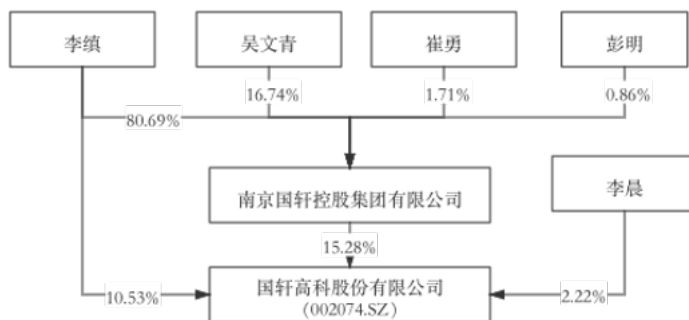 李缜
吴文青
崔勇
彭明
16.74%
1.71%
0.86%
80.69%
南京国轩控股集团有限公司
李晨
15.28%
10.53%
国轩高科股份有限公司
（002074.SZ）
2.22%